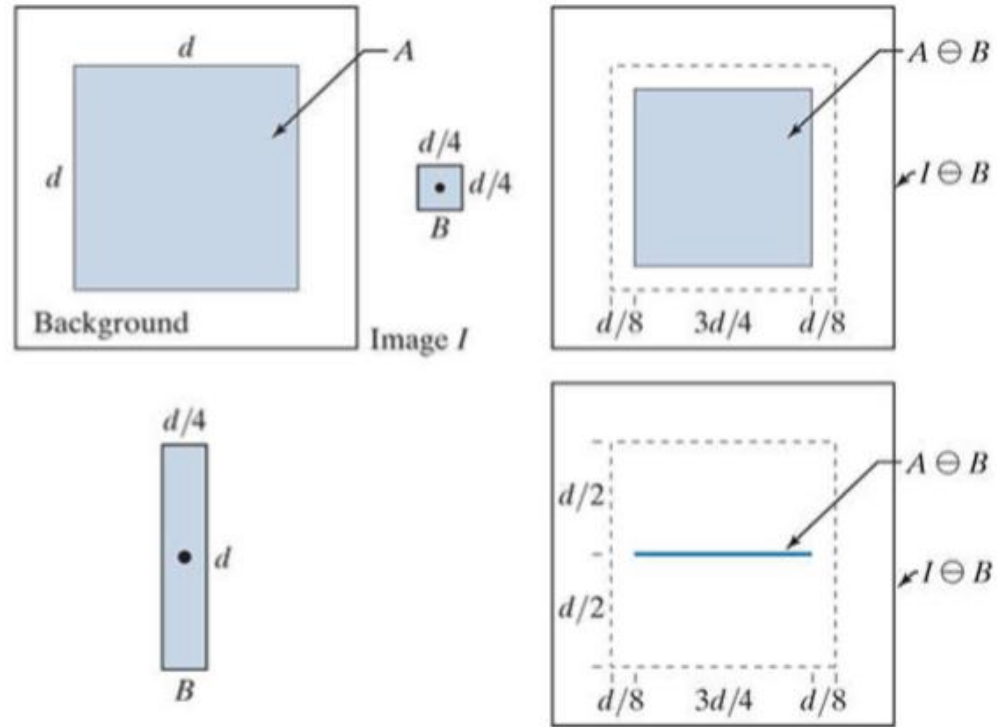 d
A
d
d/4
d/4
B
Background
Image I
A ⊖ B
I ⊖ B
d/8 3d/4 d/8
d/4
d
B
A ⊖ B
d/2
I ⊖ B
d/2
d/8 3d/4 d/8